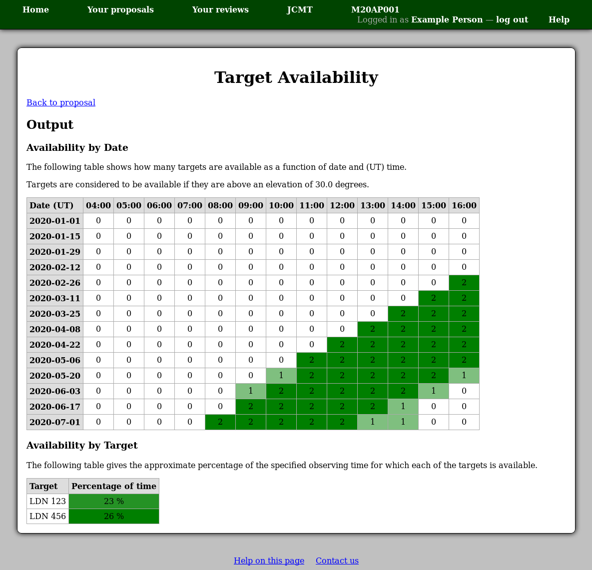 Home Your proposals Your reviews JCMT M20AP001
Logged in as Example Person — log out Help
Target Availability
Back to proposal
Output
Availability by Date
The following table shows how many targets are available as a function of date and (UT) time.
Targets are considered to be available if they are above an elevation of 30.0 degrees.
Date (UT) 04:00 05:00 06:00 07:00 08:00 09:00 10:00 11:00 12:00 13:00 14:00 15:00 16:00
2020-01-01 0 0 0 0 0 0 0 0 0 0 0 0 0
2020-01-15 0 0 0 0 0 0 0 0 0 0 0 0 0
2020-01-29 0 0 0 0 0 0 0 0 0 0 0 0 0
2020-02-12 0 0 0 0 0 0 0 0 0 0 0 0 0
2020-02-26 0 0 0 0 0 0 0 0 0 0 0 0 2
2020-03-11 0 0 0 0 0 0 0 0 0 0 0 2 2
2020-03-25 0 0 0 0 0 0 0 0 0 0 2 2 2
2020-04-08 0 0 0 0 0 0 0 0 0 2 2 2 2
2020-04-22 0 0 0 0 0 0 0 0 2 2 2 2 2
2020-05-06 0 0 0 0 0 0 0 2 2 2 2 2 2
2020-05-20 0 0 0 0 0 0 1 2 2 2 2 2 1
2020-06-03 0 0 0 0 0 1 2 2 2 2 2 1 0
2020-06-17 0 0 0 0 0 2 2 2 2 2 1 0 0
2020-07-01 0 0 0 0 2 2 2 2 2 1 1 0 0
Availability by Target
The following table gives the approximate percentage of the specified observing time for which each of the targets is available.
Target Percentage of time
LDN 123 23 %
LDN 456 26 %
Help on this page Contact us